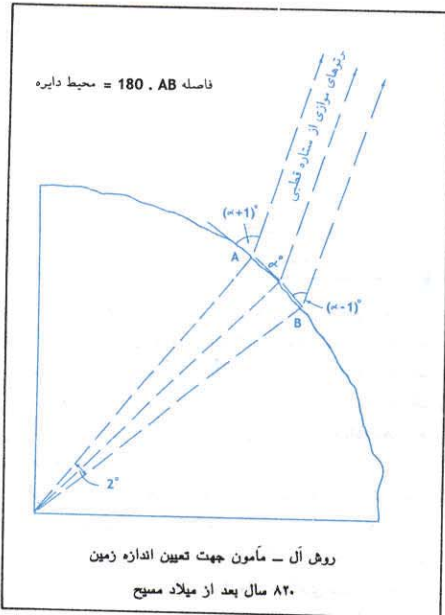 فاصله AB . 180 = محیط دایره
پرتوهای موازی از ستاره قطبی
(∝+1)°
A
∝°
B
(∝-1)°
2°
روش آل ــ مأمون جهت تعیین اندازه زمین
۸۲۰ سال بعد از میلاد مسیح